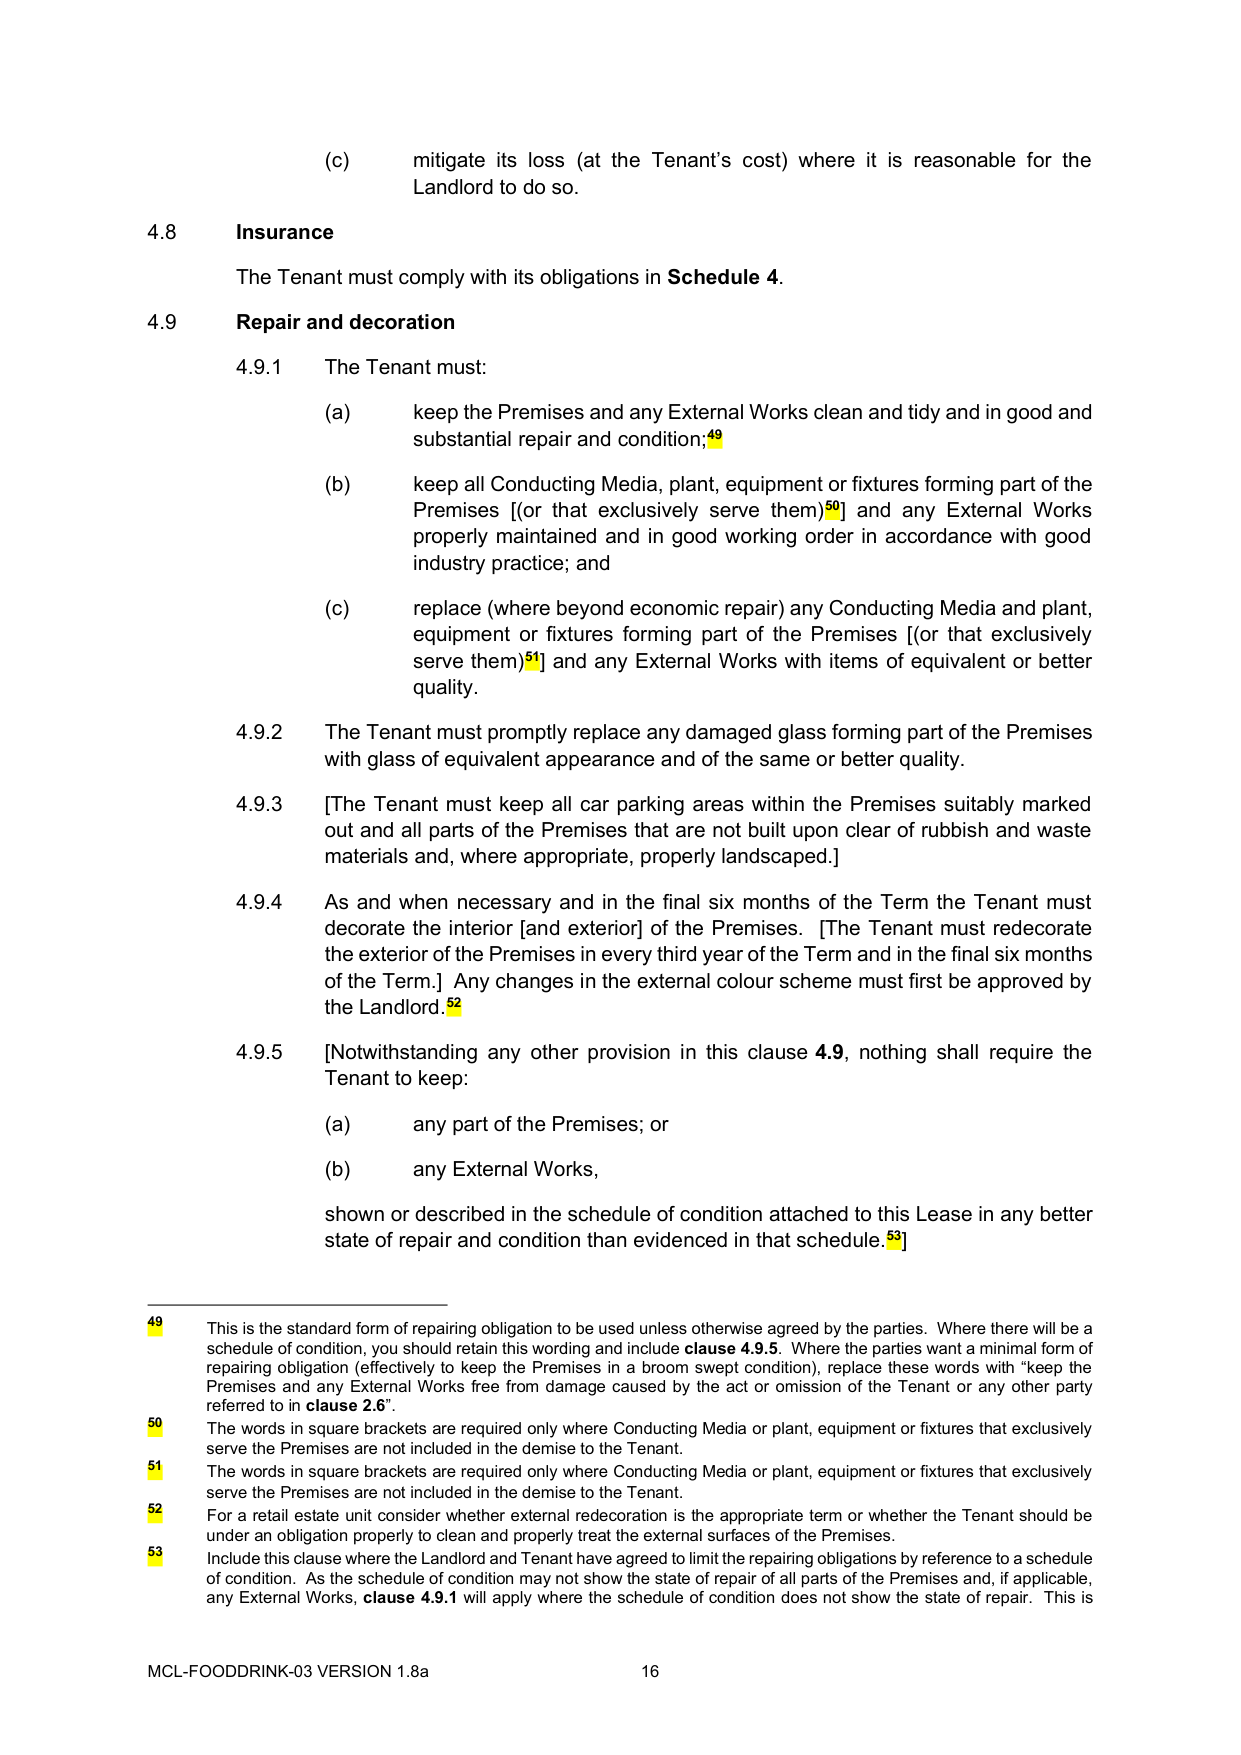 (c) mitigate its loss (at the Tenant’s cost) where it is reasonable for the
Landlord to do so.
4.8 Insurance
The Tenant must comply with its obligations in Schedule 4.
4.9 Repair and decoration
4.9.1 The Tenant must:
(a) keep the Premises and any External Works clean and tidy and in good and
substantial repair and condition;49
(b) keep all Conducting Media, plant, equipment or fixtures forming part of the
Premises [(or that exclusively serve them)50] and any External Works
properly maintained and in good working order in accordance with good
industry practice; and
(c) replace (where beyond economic repair) any Conducting Media and plant,
equipment or fixtures forming part of the Premises [(or that exclusively
serve them)51] and any External Works with items of equivalent or better
quality.
4.9.2 The Tenant must promptly replace any damaged glass forming part of the Premises
with glass of equivalent appearance and of the same or better quality.
4.9.3 [The Tenant must keep all car parking areas within the Premises suitably marked
out and all parts of the Premises that are not built upon clear of rubbish and waste
materials and, where appropriate, properly landscaped.]
4.9.4 As and when necessary and in the final six months of the Term the Tenant must
decorate the interior [and exterior] of the Premises. [The Tenant must redecorate
the exterior of the Premises in every third year of the Term and in the final six months
of the Term.] Any changes in the external colour scheme must first be approved by
the Landlord.52
4.9.5 [Notwithstanding any other provision in this clause 4.9, nothing shall require the
Tenant to keep:
(a) any part of the Premises; or
(b) any External Works,
shown or described in the schedule of condition attached to this Lease in any better
state of repair and condition than evidenced in that schedule.53]
49 This is the standard form of repairing obligation to be used unless otherwise agreed by the parties. Where there will be a
schedule of condition, you should retain this wording and include clause 4.9.5. Where the parties want a minimal form of
repairing obligation (effectively to keep the Premises in a broom swept condition), replace these words with “keep the
Premises and any External Works free from damage caused by the act or omission of the Tenant or any other party
referred to in clause 2.6”.
50 The words in square brackets are required only where Conducting Media or plant, equipment or fixtures that exclusively
serve the Premises are not included in the demise to the Tenant.
51 The words in square brackets are required only where Conducting Media or plant, equipment or fixtures that exclusively
serve the Premises are not included in the demise to the Tenant.
52 For a retail estate unit consider whether external redecoration is the appropriate term or whether the Tenant should be
under an obligation properly to clean and properly treat the external surfaces of the Premises.
53 Include this clause where the Landlord and Tenant have agreed to limit the repairing obligations by reference to a schedule
of condition. As the schedule of condition may not show the state of repair of all parts of the Premises and, if applicable,
any External Works, clause 4.9.1 will apply where the schedule of condition does not show the state of repair. This is
MCL-FOODDRINK-03 VERSION 1.8a 16